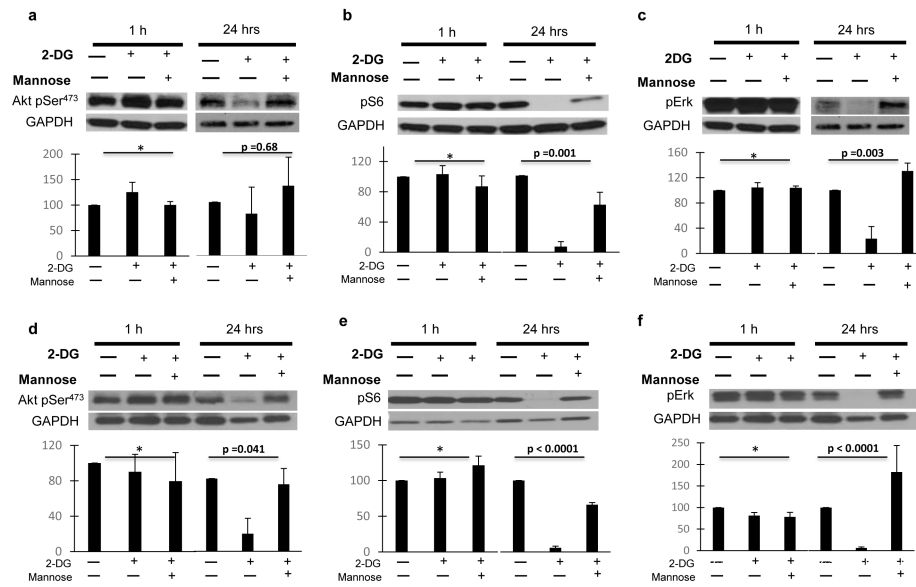 a
1 h 24 hrs
2-DG — + + — + +
Mannose — — + — — +
Akt pSer473
GAPDH
* p =0.68
200
150
100
50
0
2-DG — + + — + +
Mannose — — + — — +
b
1 h 24 hrs
2-DG — + + — + +
Mannose — — + — — +
pS6
GAPDH
* p =0.001
120
80
40
0
2-DG — + + — + +
Mannose — — + — — +
c
1 h 24 hrs
2DG — + + — + +
Mannose — — + — — +
pErk
GAPDH
* p =0.003
160
120
80
40
0
2-DG — + + — + +
Mannose — — + — — +
d
1 h 24 hrs
2-DG — + + — + +
Mannose — — + — — +
Akt pSer473
GAPDH
* p =0.041
120
80
40
0
2-DG — + + — + +
Mannose — — + — — +
e
1 h 24 hrs
2-DG — + + — + +
Mannose — — — — +
pS6
GAPDH
* p < 0.0001
150
100
50
0
2-DG — + + — + +
Mannose — — + — — +
f
1 h 24 hrs
2-DG — + + — + +
Mannose — — + — — +
pErk
GAPDH
* p < 0.0001
250
200
150
100
50
0
2-DG — + + — + +
Mannose — — + — — +